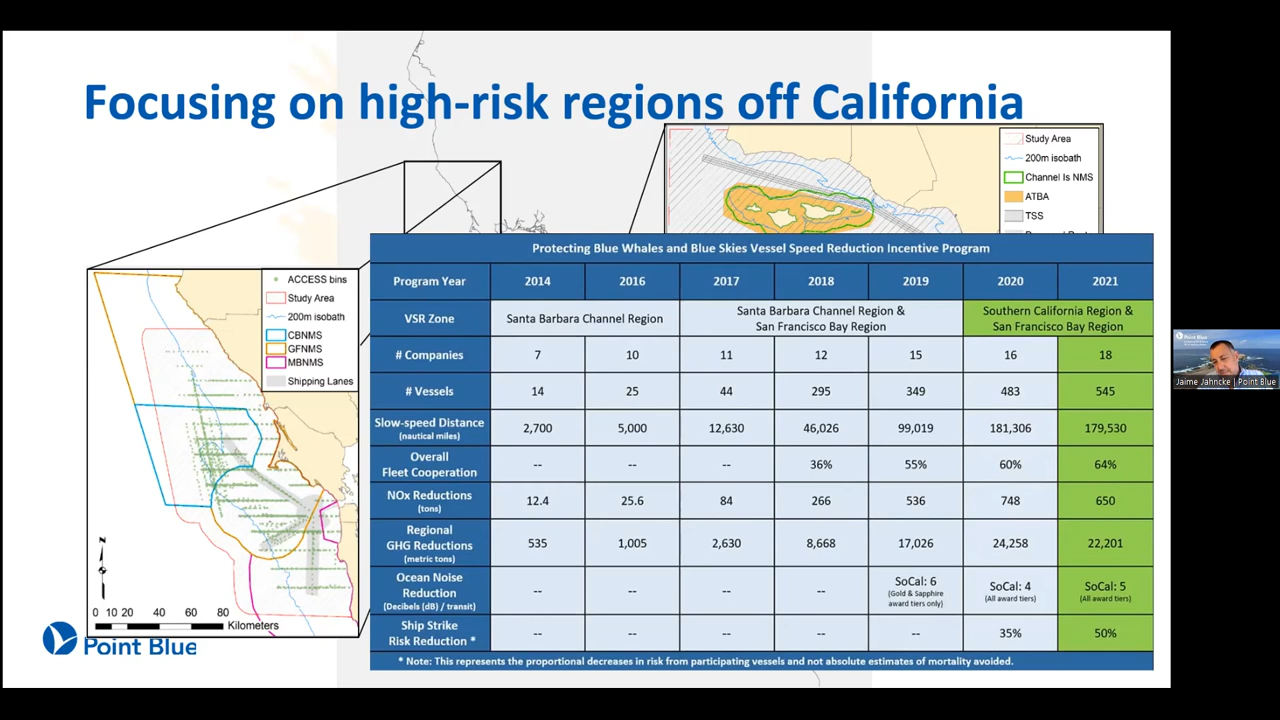 Focusing on high-risk regions off California
Study Area
200m isobath
Channel Is NMS
ATBA
TSS
ACCESS bins
Study Area
200m isobath
CBNMS
GFNMS
MBNMS
Shipping Lanes
N
0 10 20 40 60 80
Kilometers
Point Blue
Protecting Blue Whales and Blue Skies Vessel Speed Reduction Incentive Program
Program Year 2014 2016 2017 2018 2019 2020 2021
VSR Zone
Santa Barbara Channel Region
Santa Barbara Channel Region &
San Francisco Bay Region
Southern California Region &
San Francisco Bay Region
# Companies 7 10 11 12 15 16 18
# Vessels 14 25 44 295 349 483 545
Slow-speed Distance
(nautical miles)
2,700 5,000 12,630 46,026 99,019 181,306 179,530
Overall
Fleet Cooperation
-- -- -- 36% 55% 60% 64%
NOx Reductions
(tons)
12.4 25.6 84 266 536 748 650
Regional
GHG Reductions
(metric tons)
535 1,005 2,630 8,668 17,026 24,258 22,201
Ocean Noise
Reduction
(Decibels (dB) / transit)
-- -- -- --
SoCal: 6
(Gold & Sapphire
award tiers only)
SoCal: 4
(All award tiers)
SoCal: 5
(All award tiers)
Ship Strike
Risk Reduction *
-- -- -- -- -- 35% 50%
* Note: This represents the proportional decreases in risk from participating vessels and not absolute estimates of mortality avoided.
Point Blue
Jaime Jahncke | Point Blue